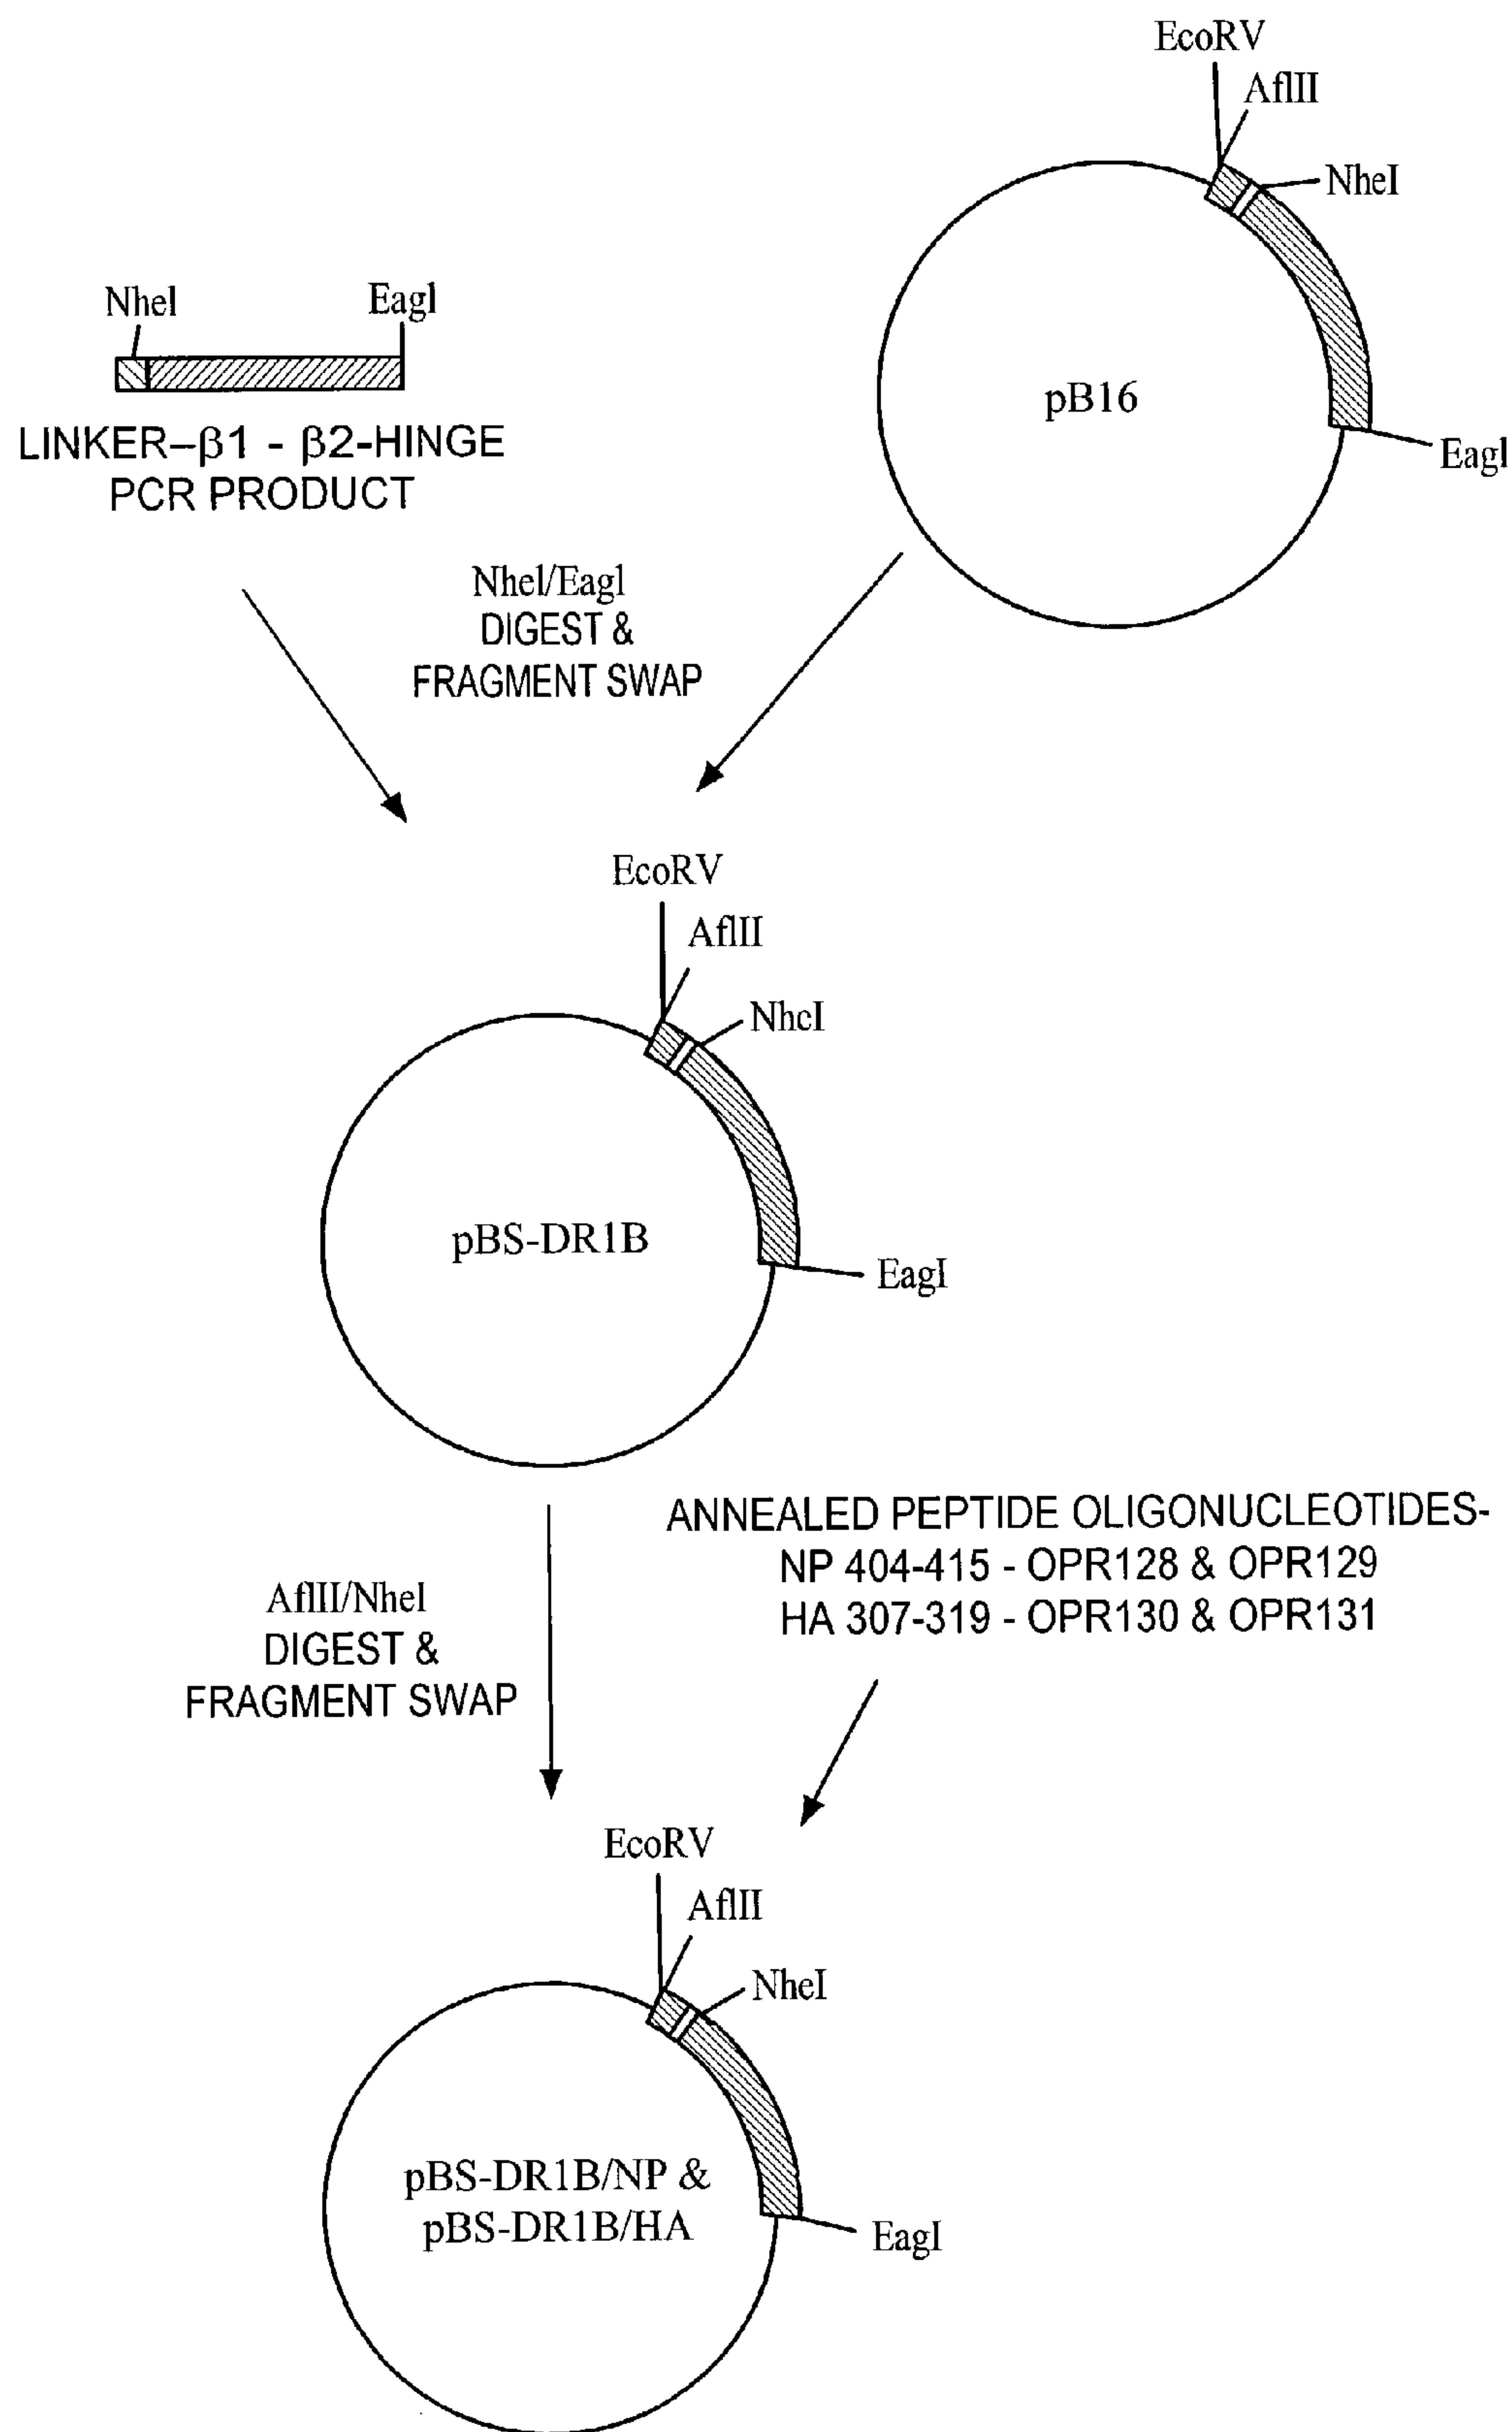 EcoRV
AflII
NheI
pB16
EagI
NheI
EagI
LINKER–β1 - β2-HINGE
PCR PRODUCT
NheI/EagI
DIGEST &
FRAGMENT SWAP
EcoRV
AflII
NheI
pBS-DR1B
EagI
AflII/NheI
DIGEST &
FRAGMENT SWAP
ANNEALED PEPTIDE OLIGONUCLEOTIDES-
NP 404-415 - OPR128 & OPR129
HA 307-319 - OPR130 & OPR131
EcoRV
AflII
NheI
pBS-DR1B/NP &
pBS-DR1B/HA
EagI